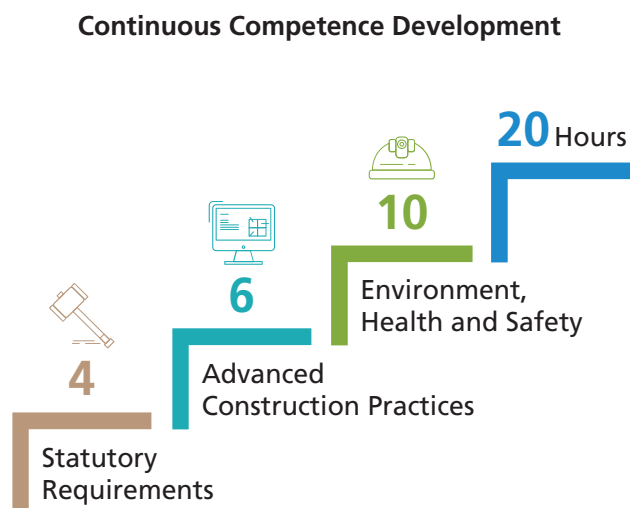 Continuous Competence Development
20 Hours
10
Environment,
Health and Safety
6
Advanced
Construction Practices
4
Statutory
Requirements